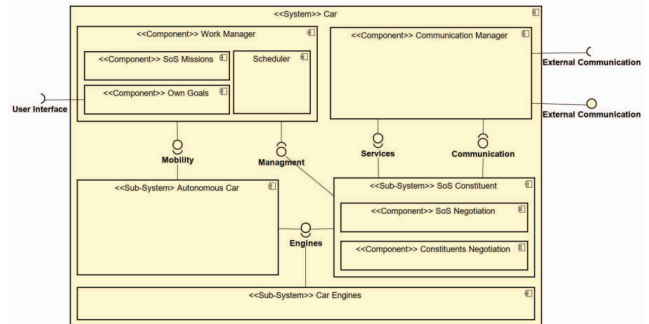 <<System>> Car
<<Component>> Work Manager
<<Component>> SoS Missions
Scheduler
<<Component>> Own Goals
<<Component>> Communication Manager
External Communication
External Communication
User Interface
Mobility
Managment
Services
Communication
<<Sub-System>> Autonomous Car
<<Sub-System>> SoS Constituent
<<Component>> SoS Negotiation
<<Component>> Constituents Negotiation
Engines
<<Sub-System>> Car Engines